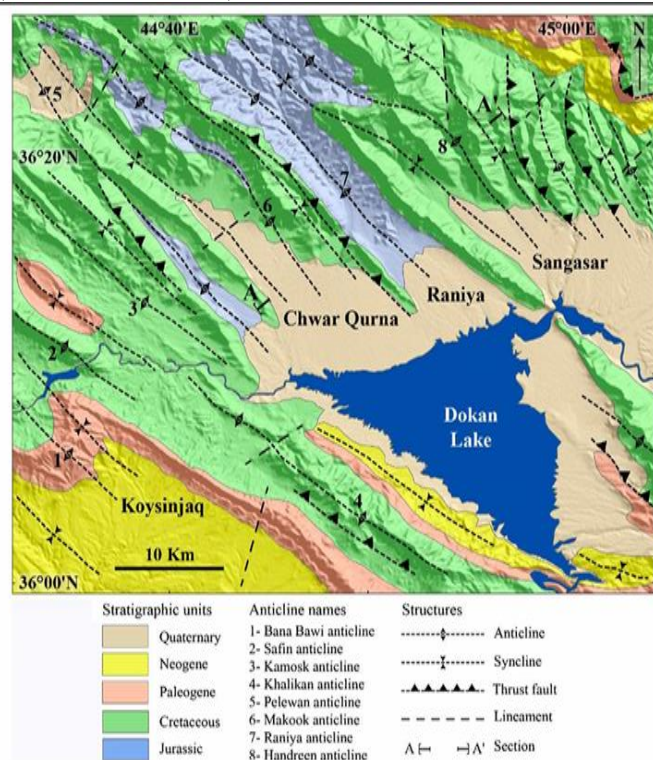 44°40'E
45°00'E
N
5
A'
8
36°20'N
7
6
Sangasar
A
Raniya
3
Chwar Qurna
2
Dokan
Lake
1
4
Koysinjaq
10 Km
36°00'N
Stratigraphic units
Quaternary
Neogene
Paleogene
Cretaceous
Jurassic
Anticline names
1- Bana Bawi anticline
2- Safin anticline
3- Kamosk anticline
4- Khalikan anticline
5- Pelewan anticline
6- Makook anticline
7- Raniya anticline
8- Handreen anticline
Structures
Anticline
Syncline
Thrust fault
Lineament
A A' Section